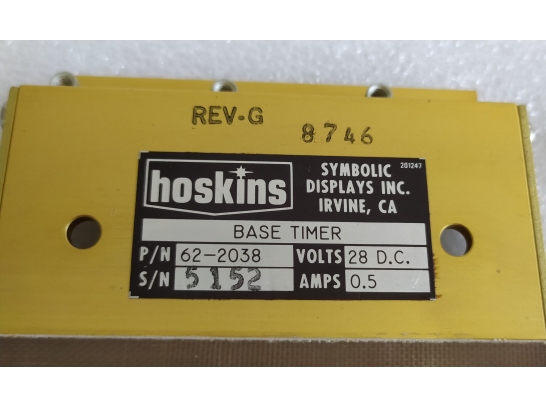 REV-G
8746
hoskins
SYMBOLIC
DISPLAYS INC.
IRVINE, CA
201247
BASE TIMER
P/N 62-2038 VOLTS 28 D.C.
S/N 5152 AMPS 0.5